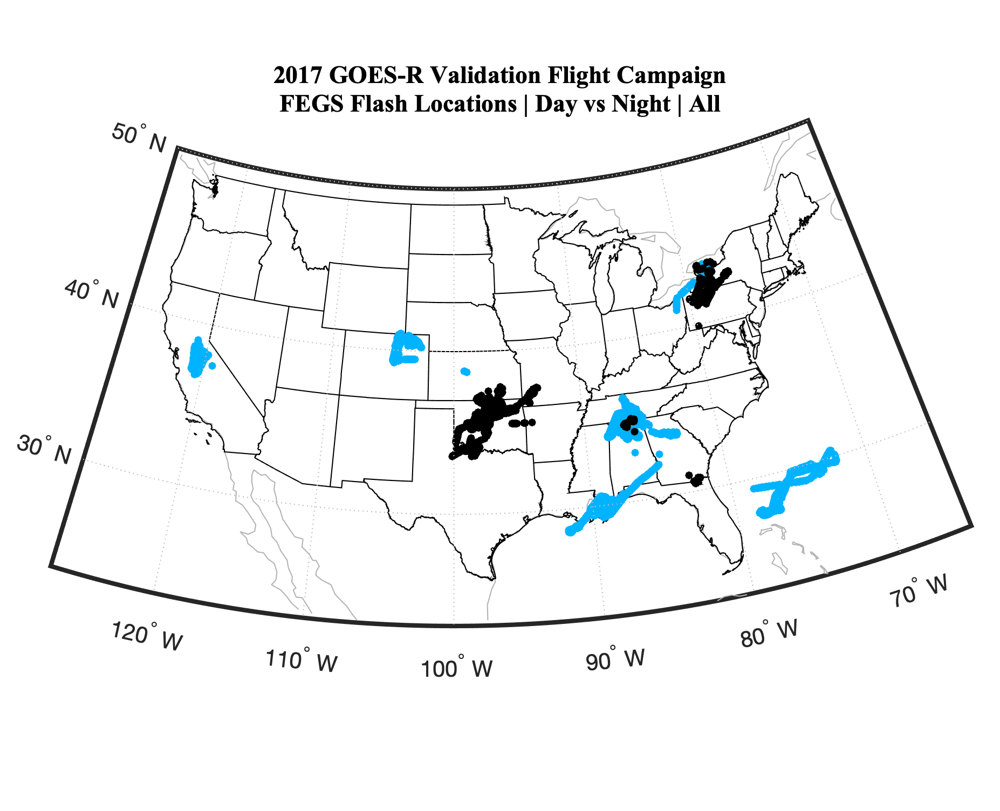 2017 GOES-R Validation Flight Campaign
FEGS Flash Locations | Day vs Night | All
50° N
40° N
30° N
120° W
110° W
100° W
90° W
80° W
70° W